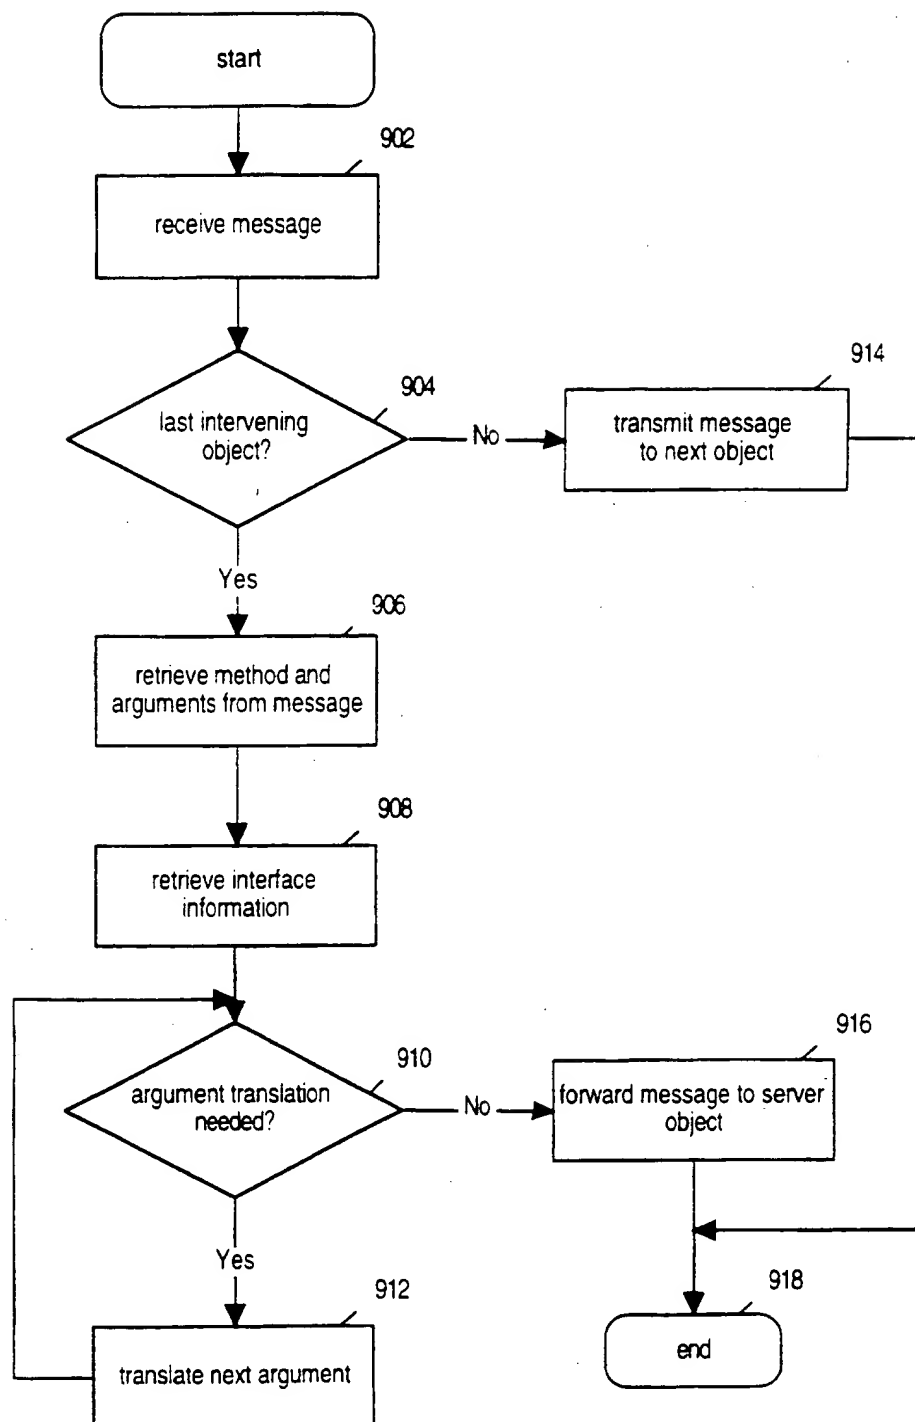 start
902
receive message
904
last intervening
object?
No
914
transmit message
to next object
Yes
906
retrieve method and
arguments from message
908
retrieve interface
information
910
argument translation
needed?
No
916
forward message to server
object
Yes
912
translate next argument
918
end